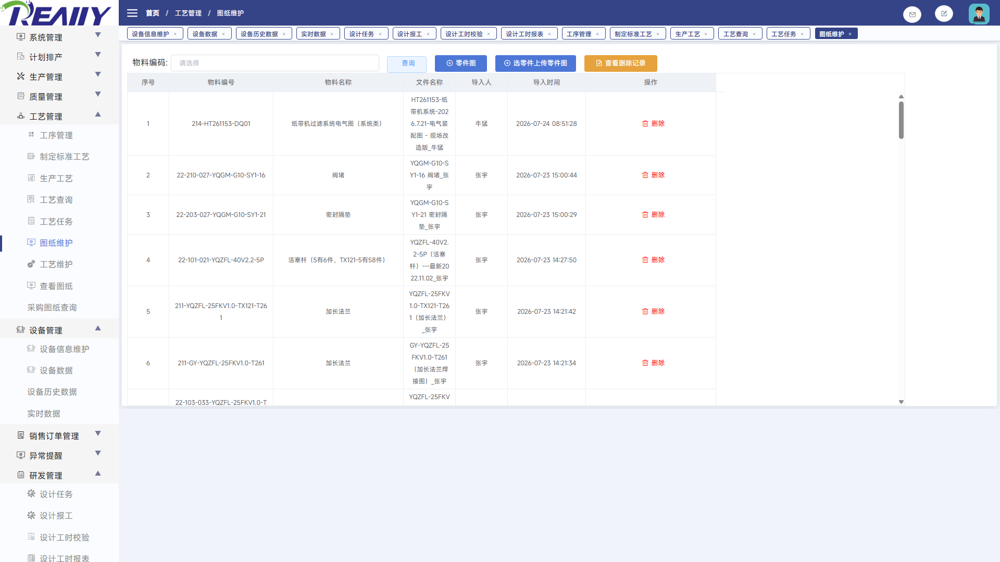 REAllY
首页 / 工艺管理 / 图纸维护
设备信息维护 ×
设备数据 ×
设备历史数据 ×
实时数据 ×
设计任务 ×
设计报工 ×
设计工时校验 ×
设计工时报表 ×
工序管理 ×
制定标准工艺 ×
生产工艺 ×
工艺查询 ×
工艺任务 ×
图纸维护 ×
系统管理
计划排产
生产管理
质量管理
工艺管理
工序管理
制定标准工艺
生产工艺
工艺查询
工艺任务
图纸维护
工艺维护
查看图纸
采购图纸查询
设备管理
设备信息维护
设备数据
设备历史数据
实时数据
销售订单管理
异常提醒
研发管理
设计任务
设计报工
设计工时校验
设计工时报表
物料编码: 请选择 查询 零件图 选零件上传零件图 查看删除记录
序号 物料编号 物料名称 文件名称 导入人 导入时间 操作
HT261153-纸
带机系统-202
1 214-HT261153-DQ01 纸带机过滤系统电气图（系统类） 6.7.21-电气装 牛猛 2026-07-24 08:51:28 删除
配图 - 现场改
造版_牛猛
YQGM-G10-S
2 22-210-027-YQGM-G10-SY1-16 阀堵 Y1-16 阀堵_张 张宇 2026-07-23 15:00:44 删除
宇
YQGM-G10-S
3 22-203-027-YQGM-G10-SY1-21 密封隔垫 Y1-21 密封隔 张宇 2026-07-23 15:00:29 删除
垫_张宇
YQZFL-40V2.
2-5P（活塞
4 22-101-021-YQZFL-40V2.2-5P 活塞杆（5有6件，TX121-5有58件） 张宇 2026-07-23 14:27:50 删除
杆）---最新20
22.11.02_张宇
YQZFL-25FKV
211-YQZFL-25FKV1.0-TX121-T26 1.0-TX121-T26
5 加长法兰 张宇 2026-07-23 14:21:42 删除
1 1（加长法兰）
_张宇
GY-YQZFL-25
FKV1.0-T261
6 211-GY-YQZFL-25FKV1.0-T261 加长法兰 张宇 2026-07-23 14:21:34 删除
（加长法兰焊
接图）_张宇
YQZFL-25FKV
22-103-033-YQZFL-25FKV1.0-T